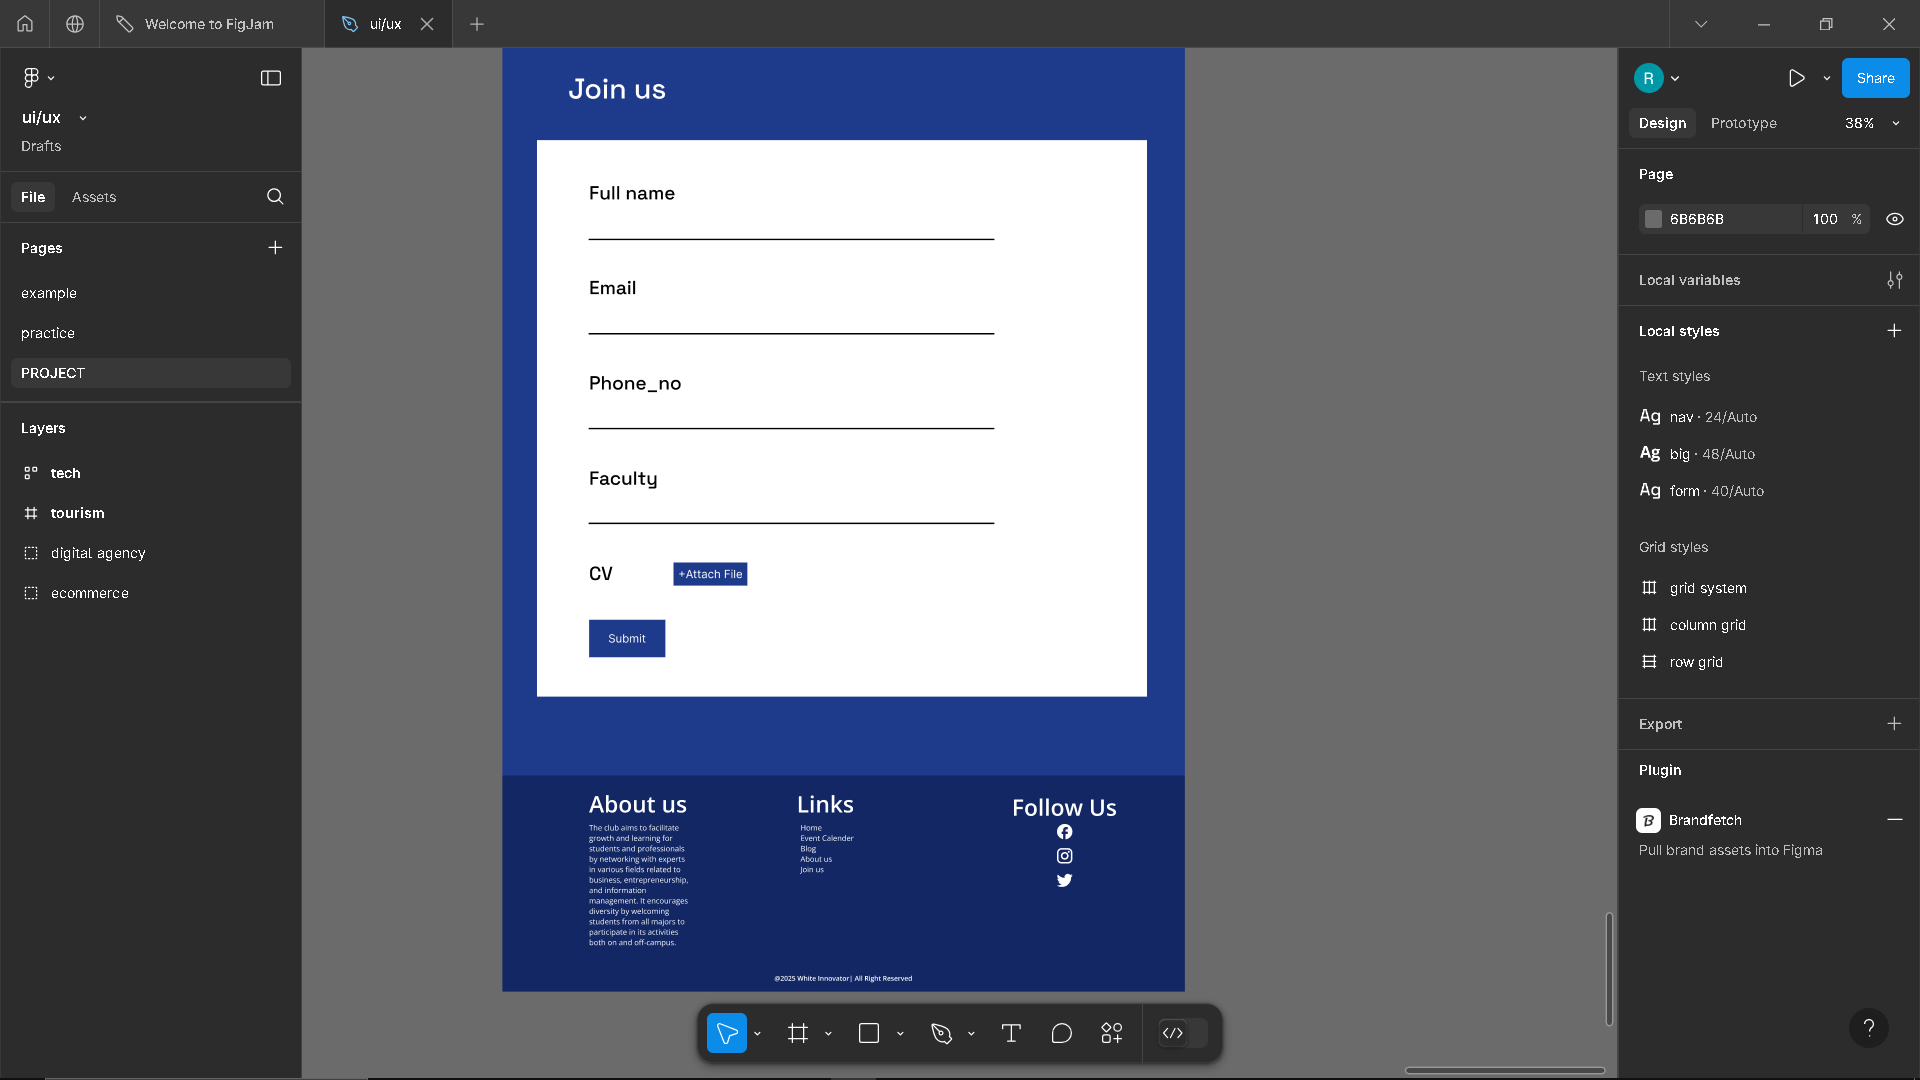 Welcome to FigJam
ui/ux
ui/ux
Drafts
File
Assets
Pages
example
practice
PROJECT
Layers
tech
tourism
digital agency
ecommerce
Join us
Full name
Email
Phone_no
Faculty
CV
+Attach File
Submit
About us
The club aims to facilitate
growth and learning for
students and professionals
by networking with experts
in various fields related to
business, entrepreneurship,
and information
management. It encourages
diversity by welcoming
students from all majors to
participate in its activities
both on and off-campus.
Links
Home
Event Calender
Blog
About us
Join us
Follow Us
@2025 White Innovator| All Right Reserved
R
Share
Design
Prototype
38%
Page
6B6B6B
100 %
Local variables
Local styles
Text styles
Ag nav · 24/Auto
Ag big · 48/Auto
Ag form · 40/Auto
Grid styles
grid system
column grid
row grid
Export
Plugin
B Brandfetch
Pull brand assets into Figma
?